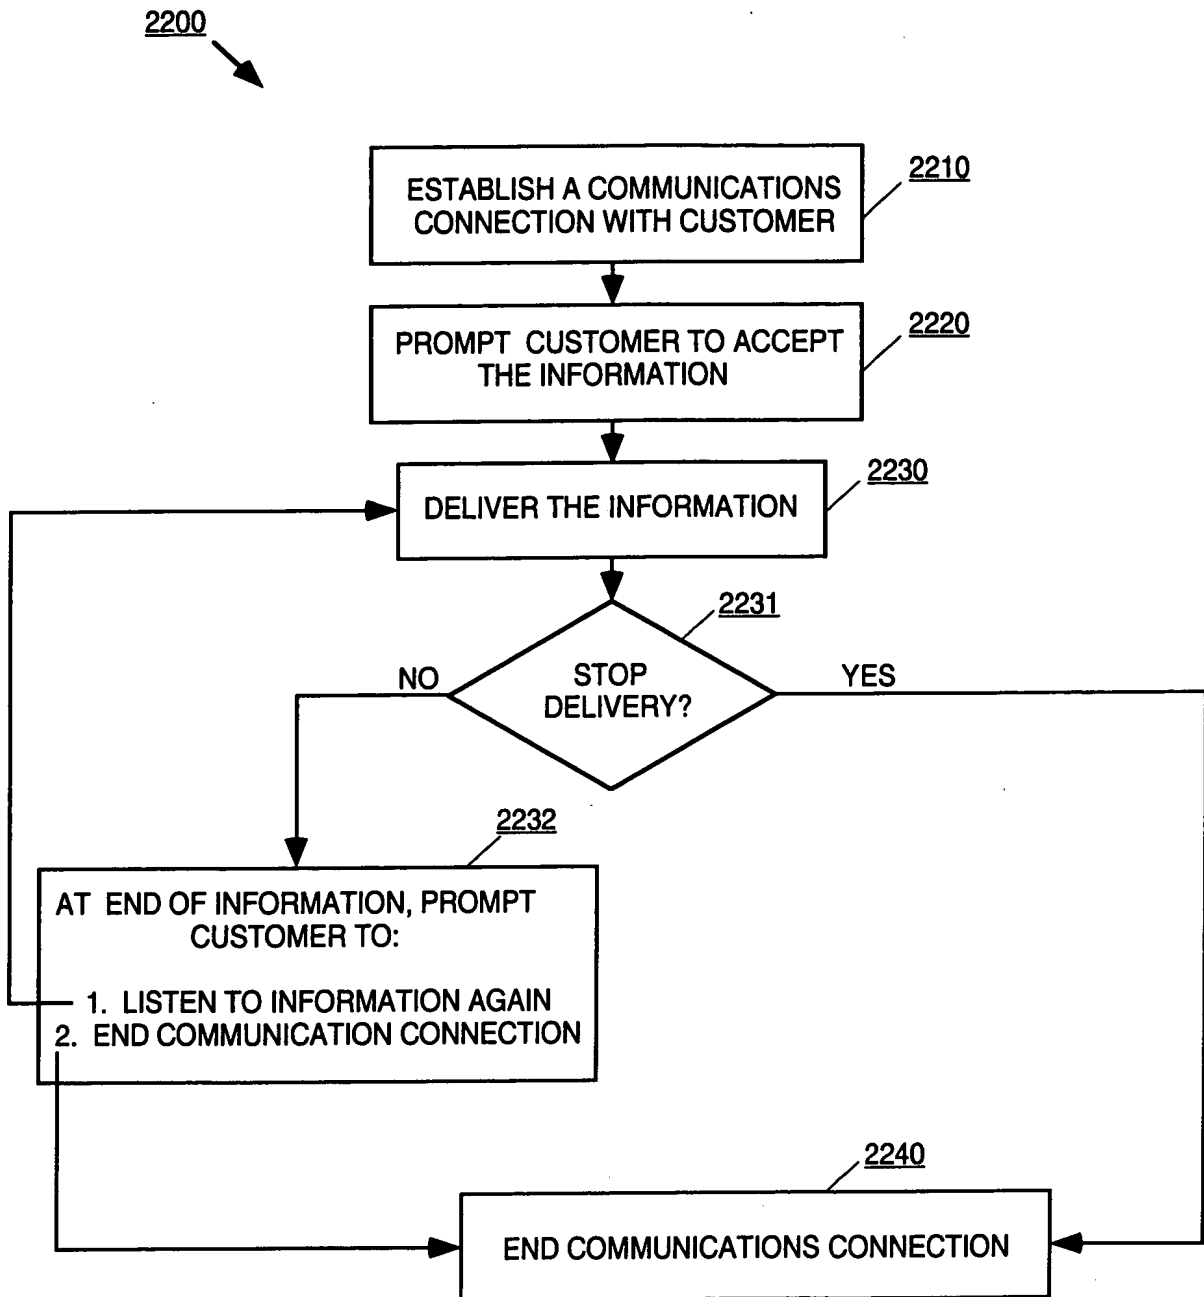 2200
ESTABLISH A COMMUNICATIONS
CONNECTION WITH CUSTOMER
2210
PROMPT CUSTOMER TO ACCEPT
THE INFORMATION
2220
DELIVER THE INFORMATION
2230
STOP
DELIVERY?
2231
NO
YES
2232
AT END OF INFORMATION, PROMPT
CUSTOMER TO:
1. LISTEN TO INFORMATION AGAIN
2. END COMMUNICATION CONNECTION
2240
END COMMUNICATIONS CONNECTION